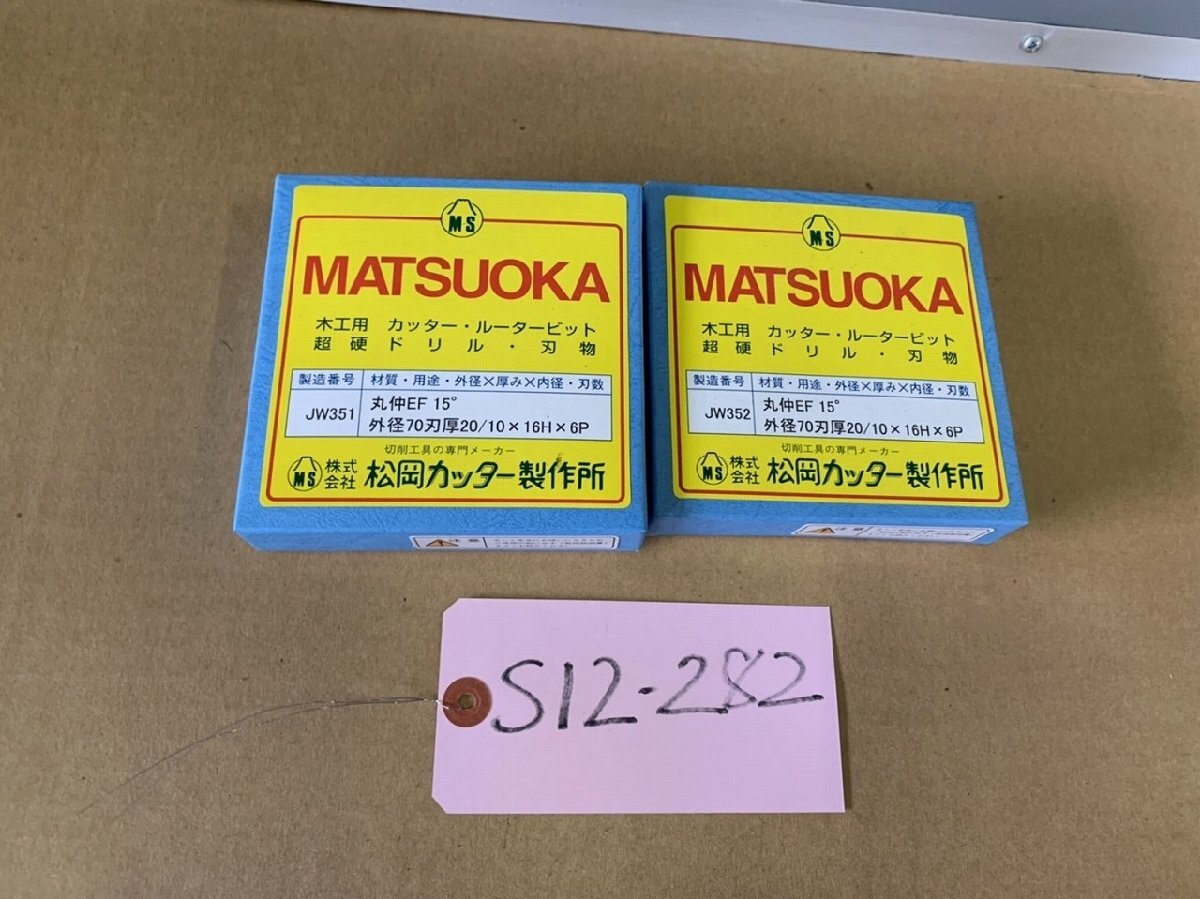 MS
MATSUOKA
木工用 カッター・ルータービット
超硬ドリル・刃物
製造番号 材質・用途・外径×厚み×内径・刃数
JW351 丸仲EF 15°
外径70刃厚20/10×16H×6P
切削工具の専門メーカー
MS 株式会社 松岡カッター製作所
注意
MS
MATSUOKA
木工用 カッター・ルータービット
超硬ドリル・刃物
製造番号 材質・用途・外径×厚み×内径・刃数
JW352 丸仲EF 15°
外径70刃厚20/10×16H×6P
切削工具の専門メーカー
MS 株式会社 松岡カッター製作所
注意
S12-282